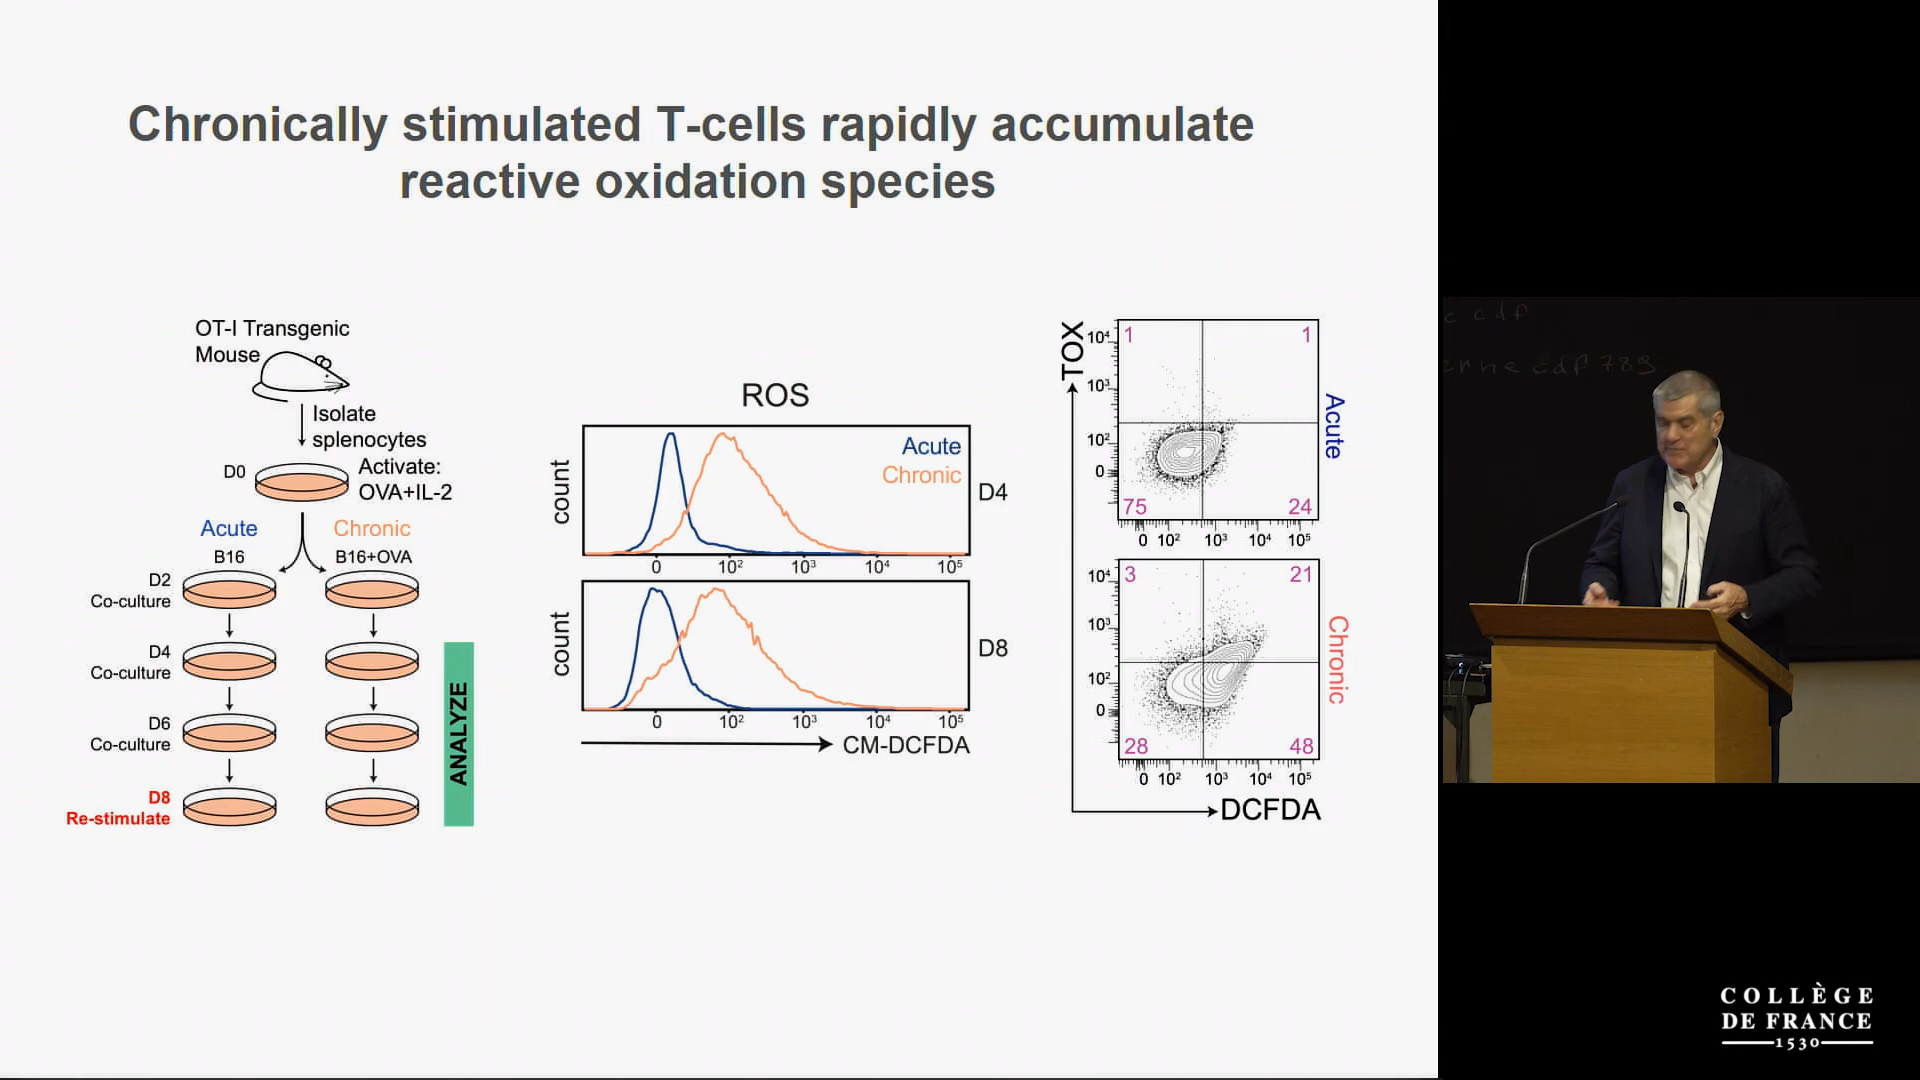 Chronically stimulated T-cells rapidly accumulate
reactive oxidation species
OT-I Transgenic
Mouse
Isolate
splenocytes
D0
Activate:
OVA+IL-2
Acute
Chronic
B16
B16+OVA
D2
Co-culture
D4
Co-culture
D6
Co-culture
D8
Re-stimulate
ANALYZE
ROS
count
Acute
Chronic
D4
0 10² 10³ 10⁴ 10⁵
count
D8
0 10² 10³ 10⁴ 10⁵
CM-DCFDA
TOX
10⁴
10³
10²
0
1 1
75 24
Acute
0 10² 10³ 10⁴ 10⁵
10⁴
10³
10²
0
3 21
28 48
Chronic
0 10² 10³ 10⁴ 10⁵
DCFDA
c cdf
enne cdf 789
COLLÈGE
DE FRANCE
1530